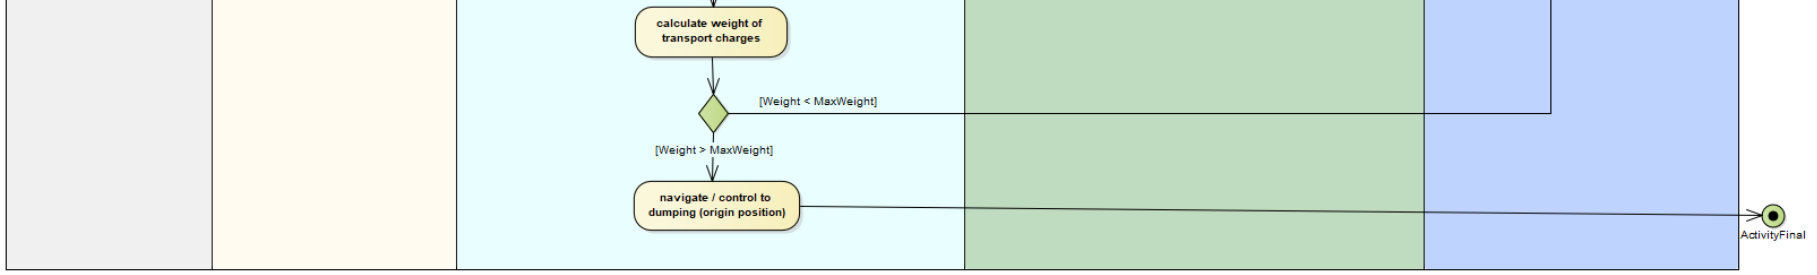 calculate weight of
transport charges
[Weight < MaxWeight]
[Weight > MaxWeight]
navigate / control to
dumping (origin position)
ActivityFinal